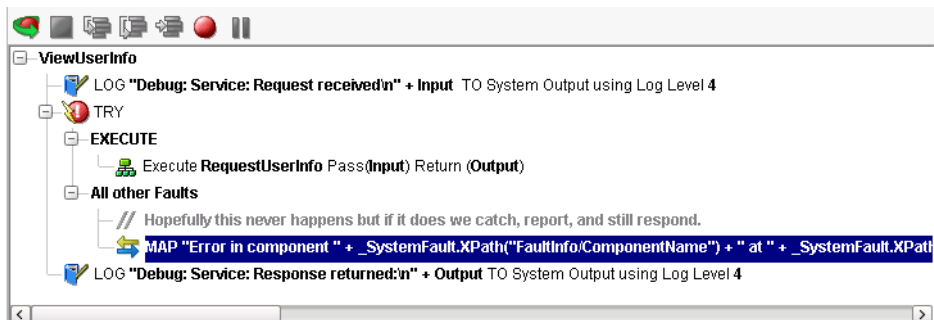 ViewUserInfo
LOG "Debug: Service: Request received\n" + Input TO System Output using Log Level 4
TRY
EXECUTE
Execute RequestUserInfo Pass(Input) Return (Output)
All other Faults
// Hopefully this never happens but if it does we catch, report, and still respond.
MAP "Error in component " + _SystemFault.XPath("FaultInfo/ComponentName") + " at " + _SystemFault.XPath
LOG "Debug: Service: Response returned:\n" + Output TO System Output using Log Level 4